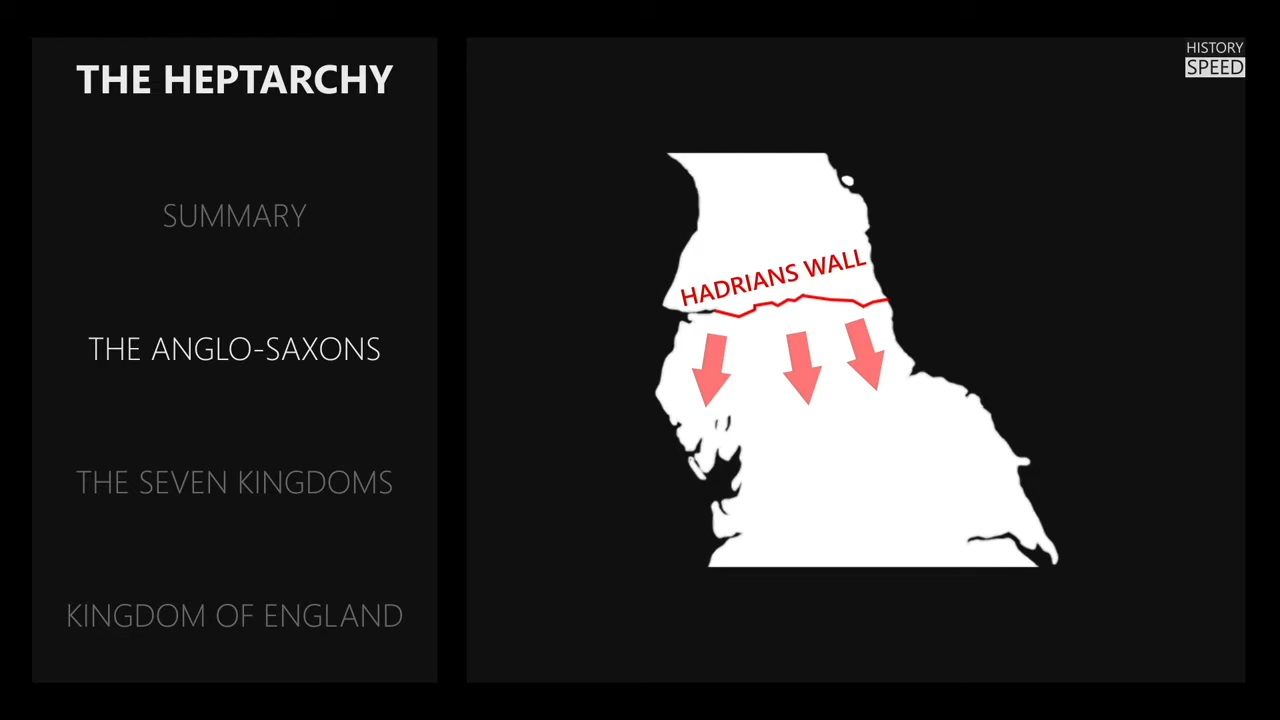 THE HEPTARCHY
SUMMARY
THE ANGLO-SAXONS
THE SEVEN KINGDOMS
KINGDOM OF ENGLAND
HISTORY
SPEED
HADRIANS WALL